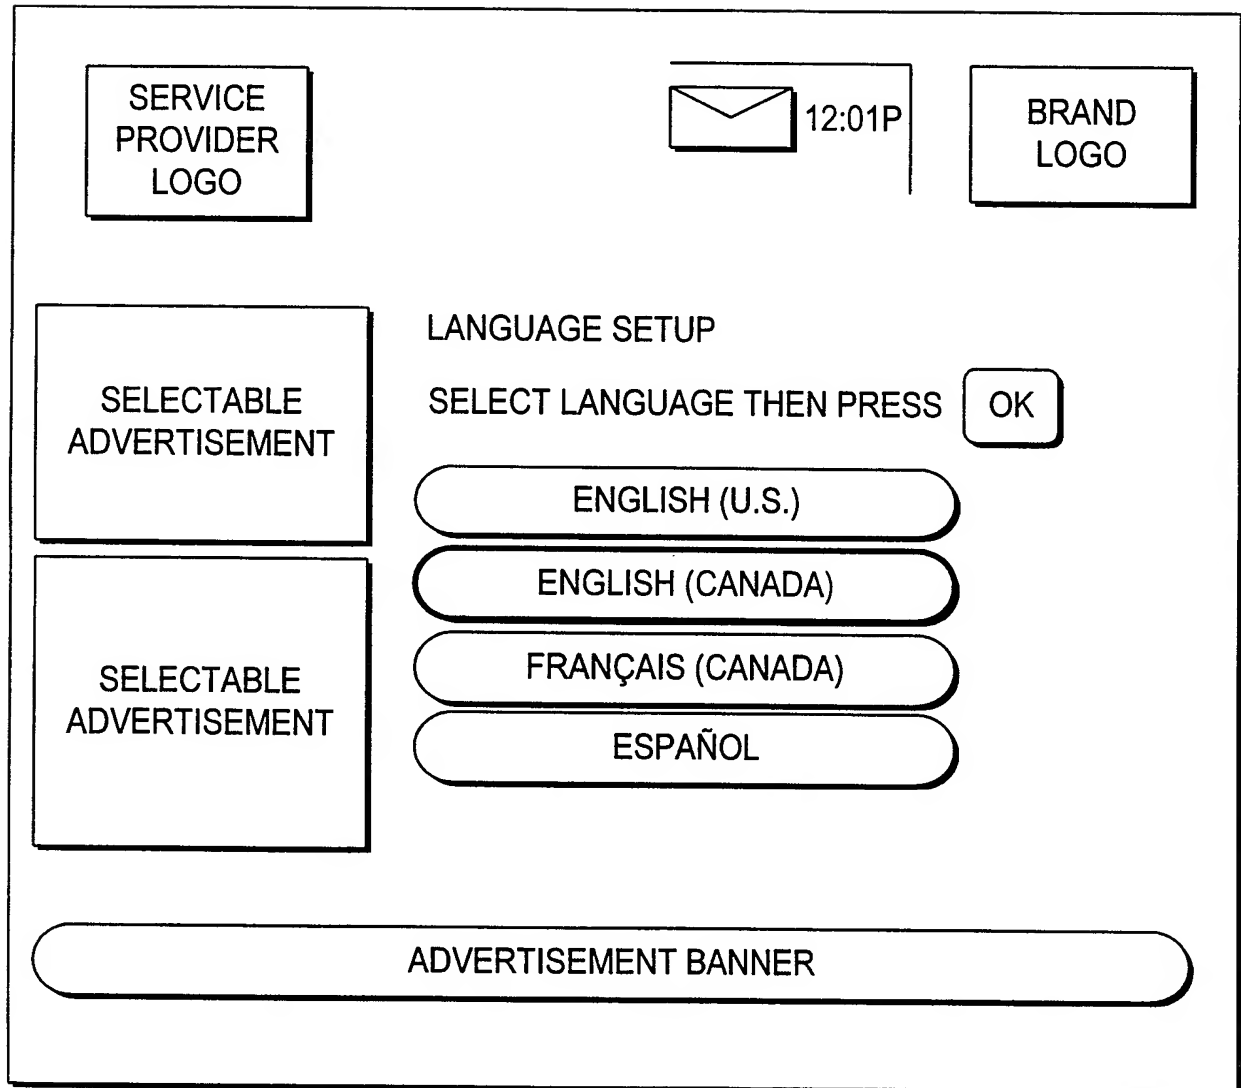 SERVICE
PROVIDER
LOGO
12:01P
BRAND
LOGO
SELECTABLE
ADVERTISEMENT
SELECTABLE
ADVERTISEMENT
LANGUAGE SETUP
SELECT LANGUAGE THEN PRESS OK
ENGLISH (U.S.)
ENGLISH (CANADA)
FRANÇAIS (CANADA)
ESPAÑOL
ADVERTISEMENT BANNER